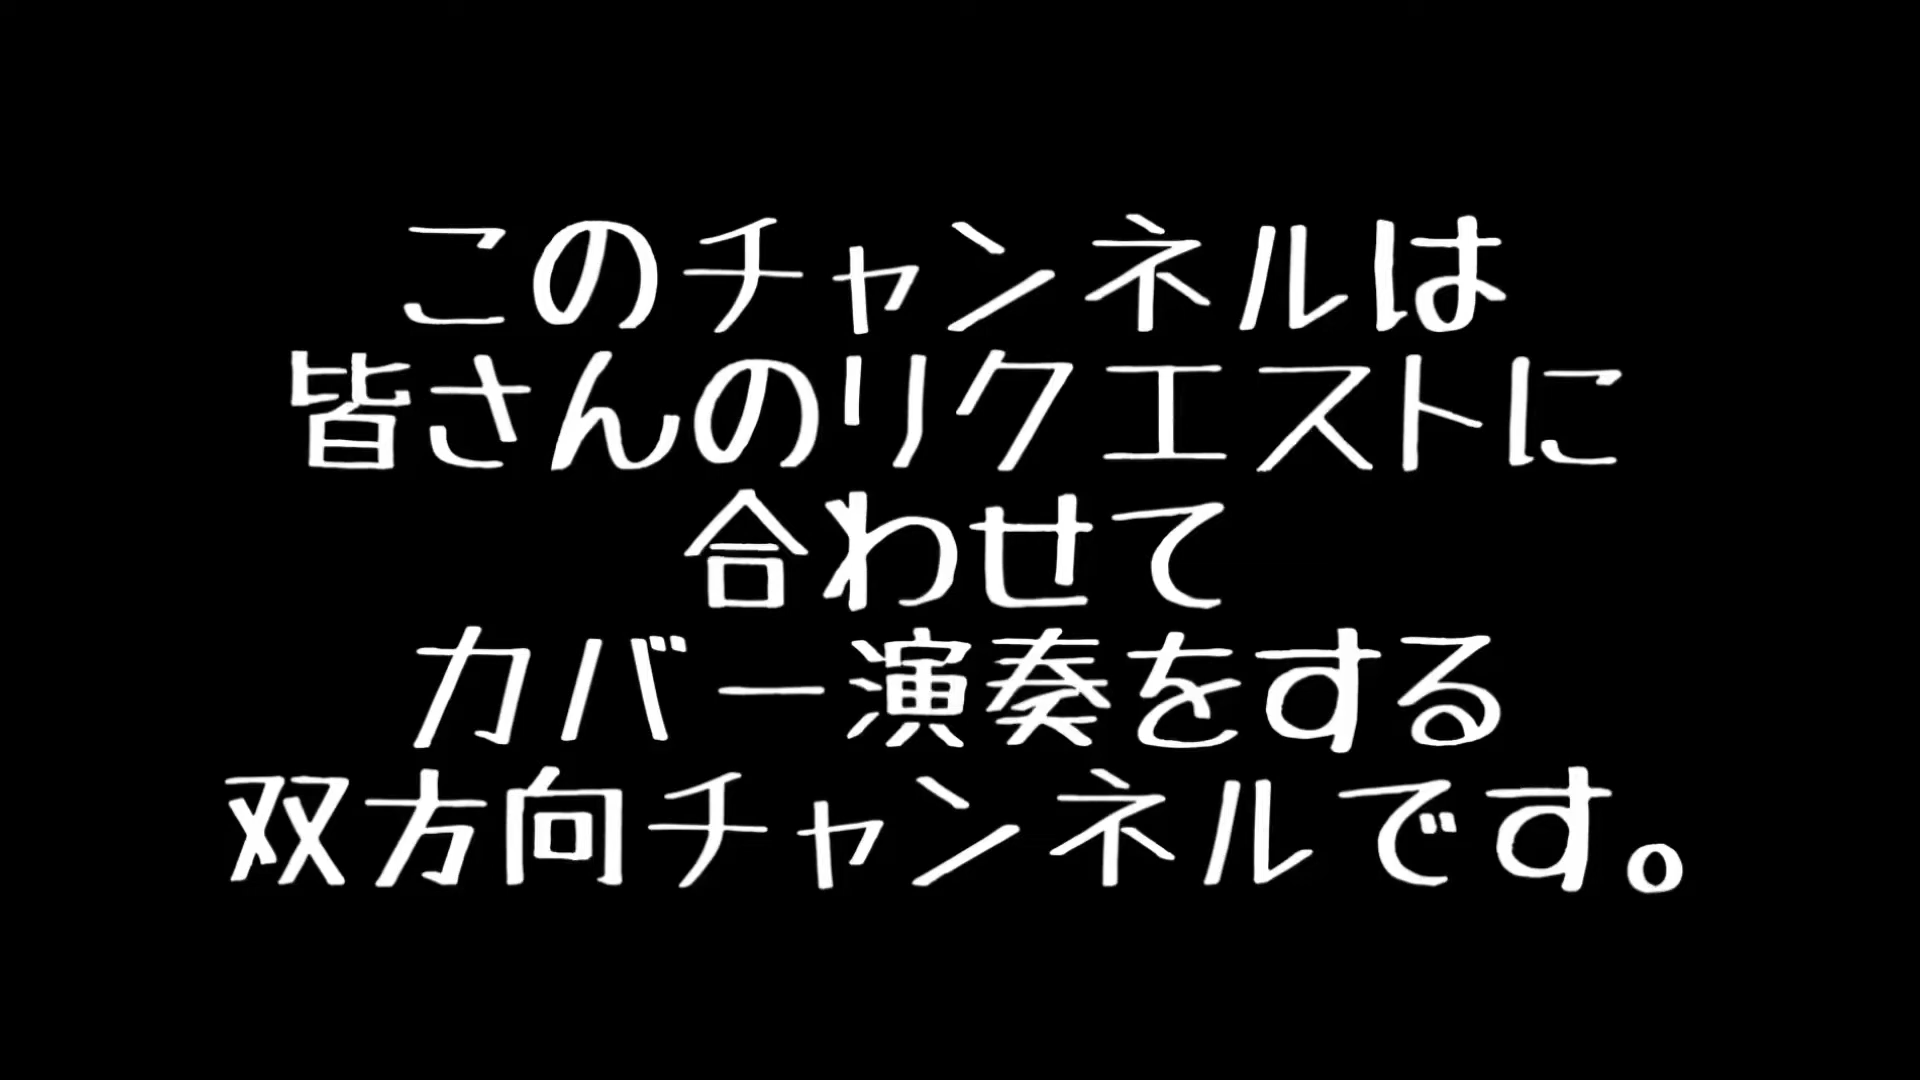 このチャンネルは
皆さんのリクエストに
合わせて
カバー演奏をする
双方向チャンネルです。